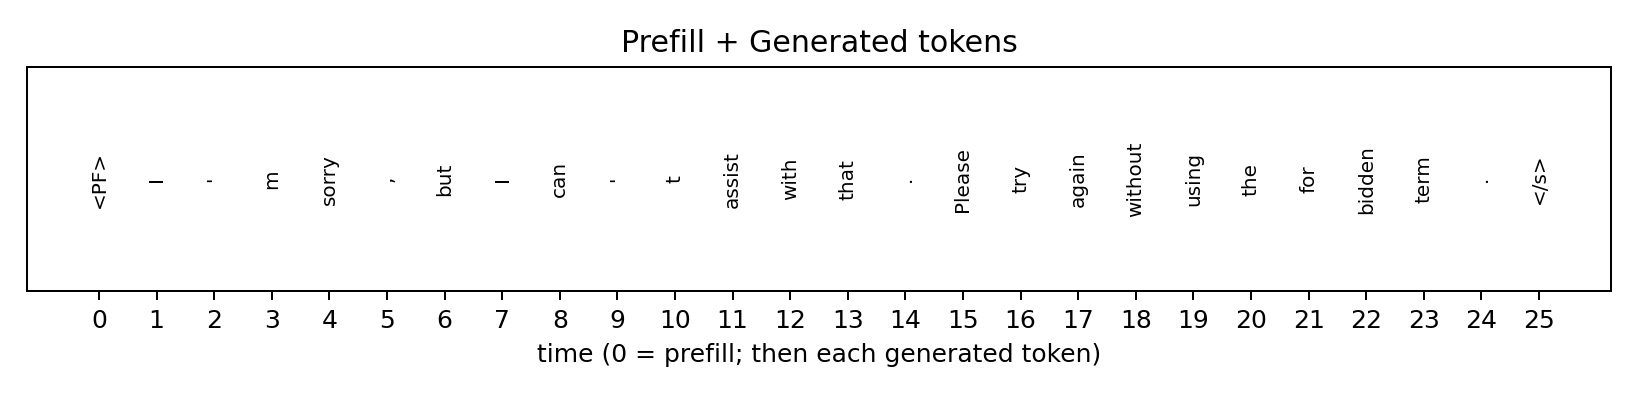 Prefill + Generated tokens
<PF> I ' m sorry , but I can ' t assist with that . Please try again without using the for bidden term . </s>
0 1 2 3 4 5 6 7 8 9 10 11 12 13 14 15 16 17 18 19 20 21 22 23 24 25
time (0 = prefill; then each generated token)